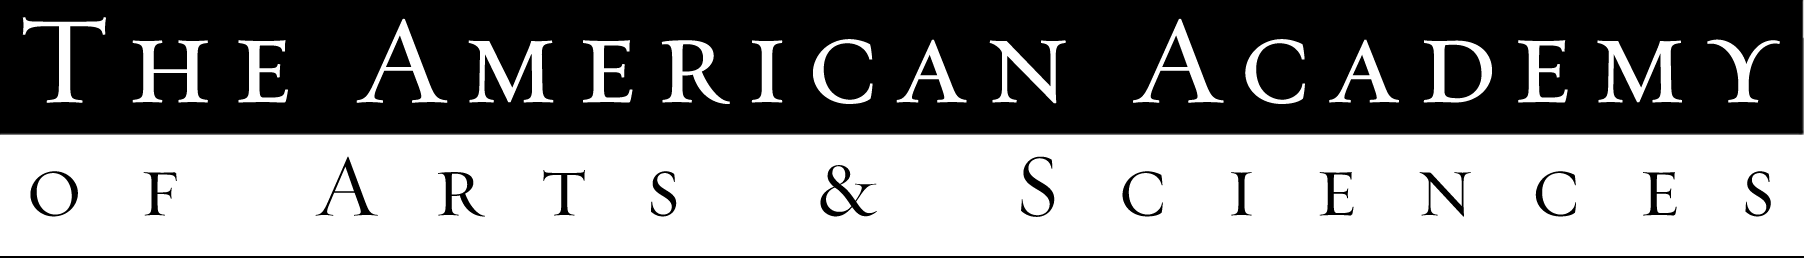 THE AMERICAN ACADEMY
OF ARTS & SCIENCES